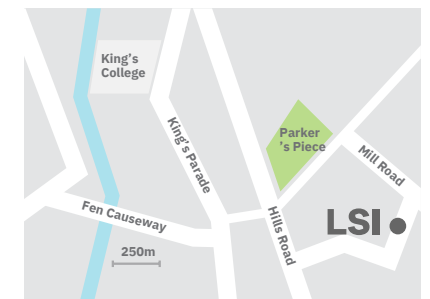 King's
College
King's Parade
Parker
's Piece
Mill Road
Fen Causeway
Hills Road
LSI
250m